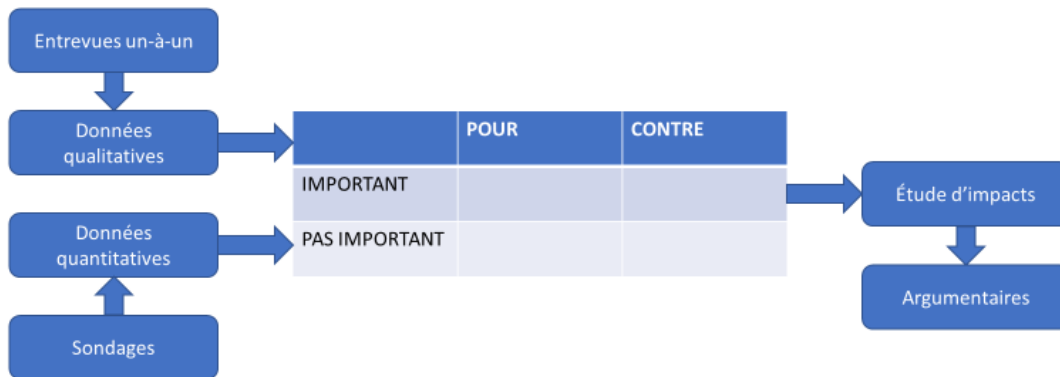 Entrevues un-à-un
Données
qualitatives
Données
quantitatives
Sondages
POUR
CONTRE
IMPORTANT
PAS IMPORTANT
Étude d'impacts
Argumentaires